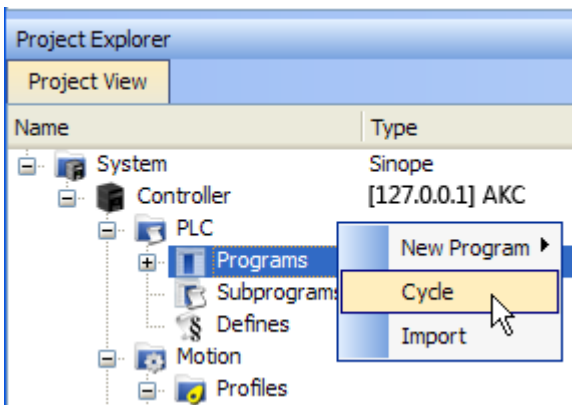 Project Explorer
Project View
Name Type
System Sinope
Controller [127.0.0.1] AKC
PLC
New Program
Programs
Cycle
Subprograms
Import
Defines
Motion
Profiles